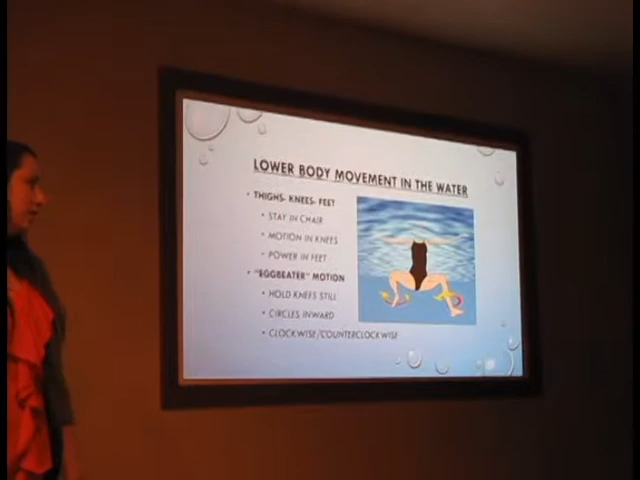 LOWER BODY MOVEMENT IN THE WATER
• THIGHS- KNEES- FEET
• STAY IN CHAIR
• MOTION IN KNEES
• POWER IN FEET
• "EGGBEATER" MOTION
• HOLD KNEES STILL
• CIRCLES INWARD
• CLOCKWISE/COUNTERCLOCKWISE